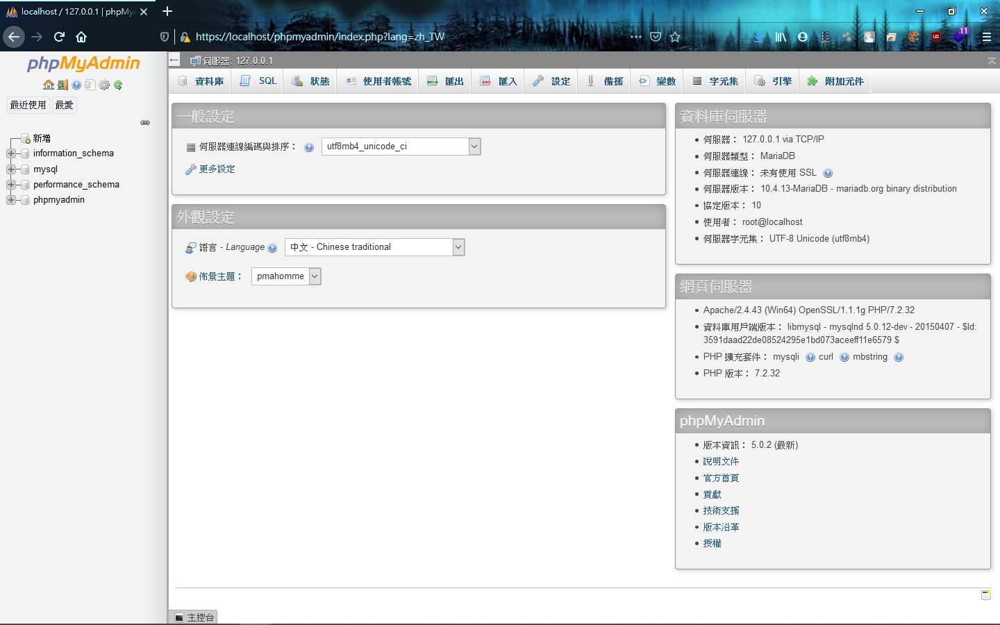 localhost / 127.0.0.1 | phpMyA
https://localhost/phpmyadmin/index.php?lang=zh_TW
11
phpMyAdmin
最近使用 最愛
新增
information_schema
mysql
performance_schema
phpmyadmin
伺服器: 127.0.0.1
資料庫 SQL 狀態 使用者帳號 匯出 匯入 設定 備援 變數 字元集 引擎 附加元件
一般設定
伺服器連線編碼與排序： utf8mb4_unicode_ci
更多設定
外觀設定
語言 - Language 中文 - Chinese traditional
佈景主題： pmahomme
資料庫伺服器
伺服器： 127.0.0.1 via TCP/IP
伺服器類型： MariaDB
伺服器連線： 未有使用 SSL
伺服器版本： 10.4.13-MariaDB - mariadb.org binary distribution
協定版本： 10
使用者： root@localhost
伺服器字元集： UTF-8 Unicode (utf8mb4)
網頁伺服器
Apache/2.4.43 (Win64) OpenSSL/1.1.1g PHP/7.2.32
資料庫用戶端版本： libmysql - mysqlnd 5.0.12-dev - 20150407 - $Id:
3591daad22de08524295e1bd073aceeff11e6579 $
PHP 擴充套件： mysqli curl mbstring
PHP 版本： 7.2.32
phpMyAdmin
版本資訊： 5.0.2 (最新)
說明文件
官方首頁
貢獻
技術支援
版本沿革
授權
主控台